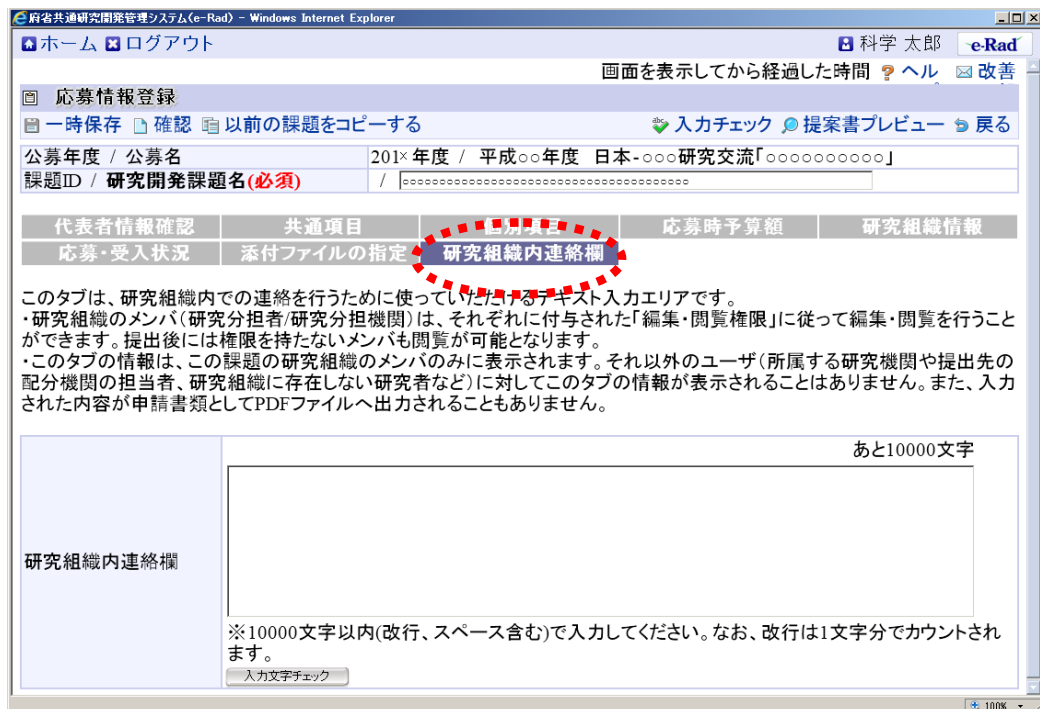 府省共通研究開発管理システム(e-Rad) - Windows Internet Explorer
ホーム ログアウト 科学 太郎 e-Rad
画面を表示してから経過した時間 ヘル 改善
応募情報登録
一時保存 確認 以前の課題をコピーする 入力チェック 提案書プレビュー 戻る
公募年度 / 公募名 201×年度 / 平成○○年度 日本-○○○研究交流「○○○○○○○○○○」
課題ID / 研究開発課題名(必須) / ○○○○○○○○○○○○○○○○○○○○○○○○○○○○○○○○○○○○○○○
代表者情報確認 共通項目 個別項目 応募時予算額 研究組織情報
応募・受入状況 添付ファイルの指定 研究組織内連絡欄
このタブは、研究組織内での連絡を行うために使っていただけるテキスト入力エリアです。
・研究組織のメンバ(研究分担者/研究分担機関)は、それぞれに付与された「編集・閲覧権限」に従って編集・閲覧を行うこと
ができます。提出後には権限を持たないメンバも閲覧が可能となります。
・このタブの情報は、この課題の研究組織のメンバのみに表示されます。それ以外のユーザ(所属する研究機関や提出先の
配分機関の担当者、研究組織に存在しない研究者など)に対してこのタブの情報が表示されることはありません。また、入力
された内容が申請書類としてPDFファイルへ出力されることもありません。
あと10000文字
研究組織内連絡欄
※10000文字以内(改行、スペース含む)で入力してください。なお、改行は1文字分でカウントされ
ます。
入力文字チェック
100%